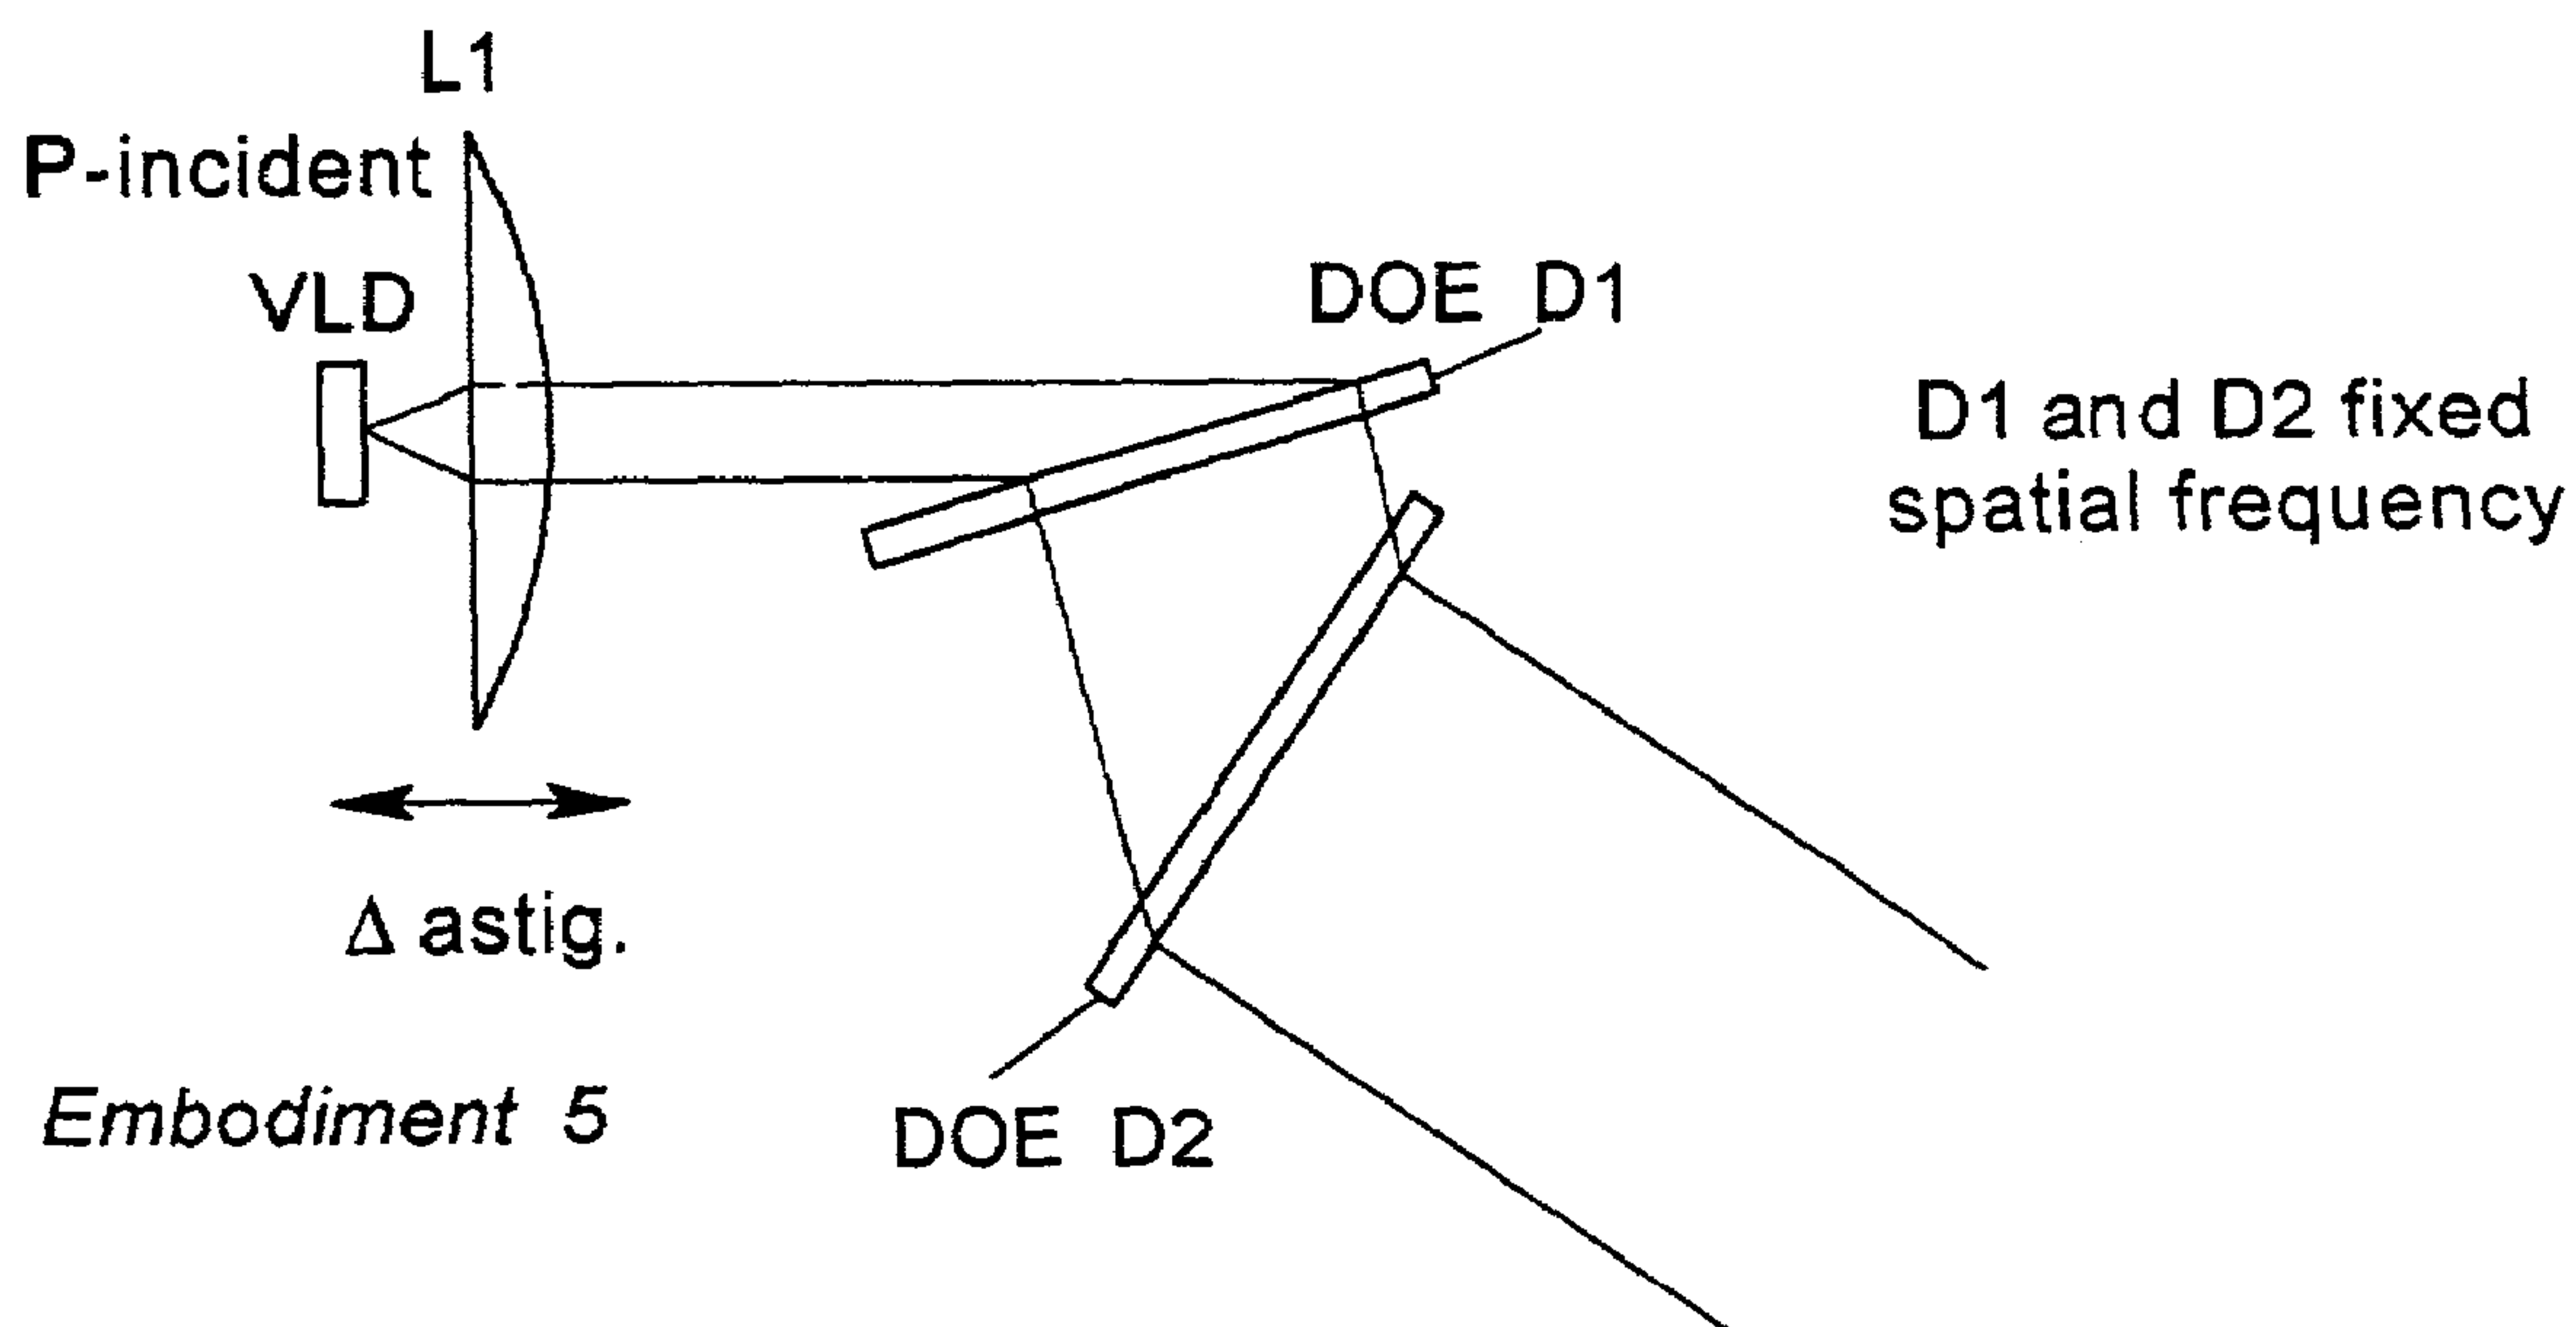 L1
P-incident
VLD
DOE D1
D1 and D2 fixed
spatial frequency
Δ astig.
Embodiment 5
DOE D2